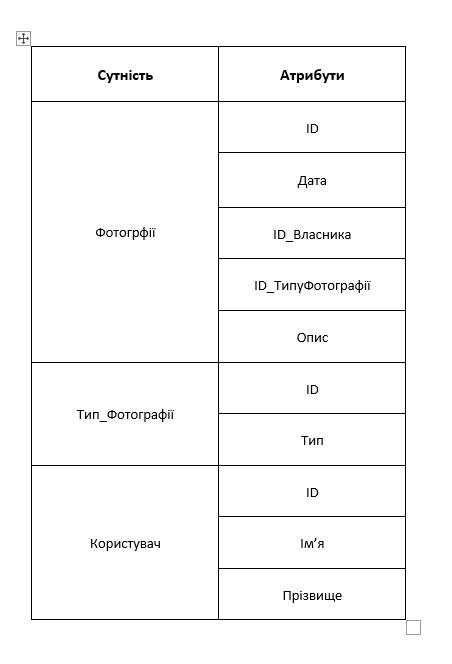 Сутність Атрибути
ID
Дата
Фотогрфії
ID_Власника
ID_ТипуФотографії
Опис
ID
Тип_Фотографії
Тип
ID
Користувач
Ім’я
Прізвище